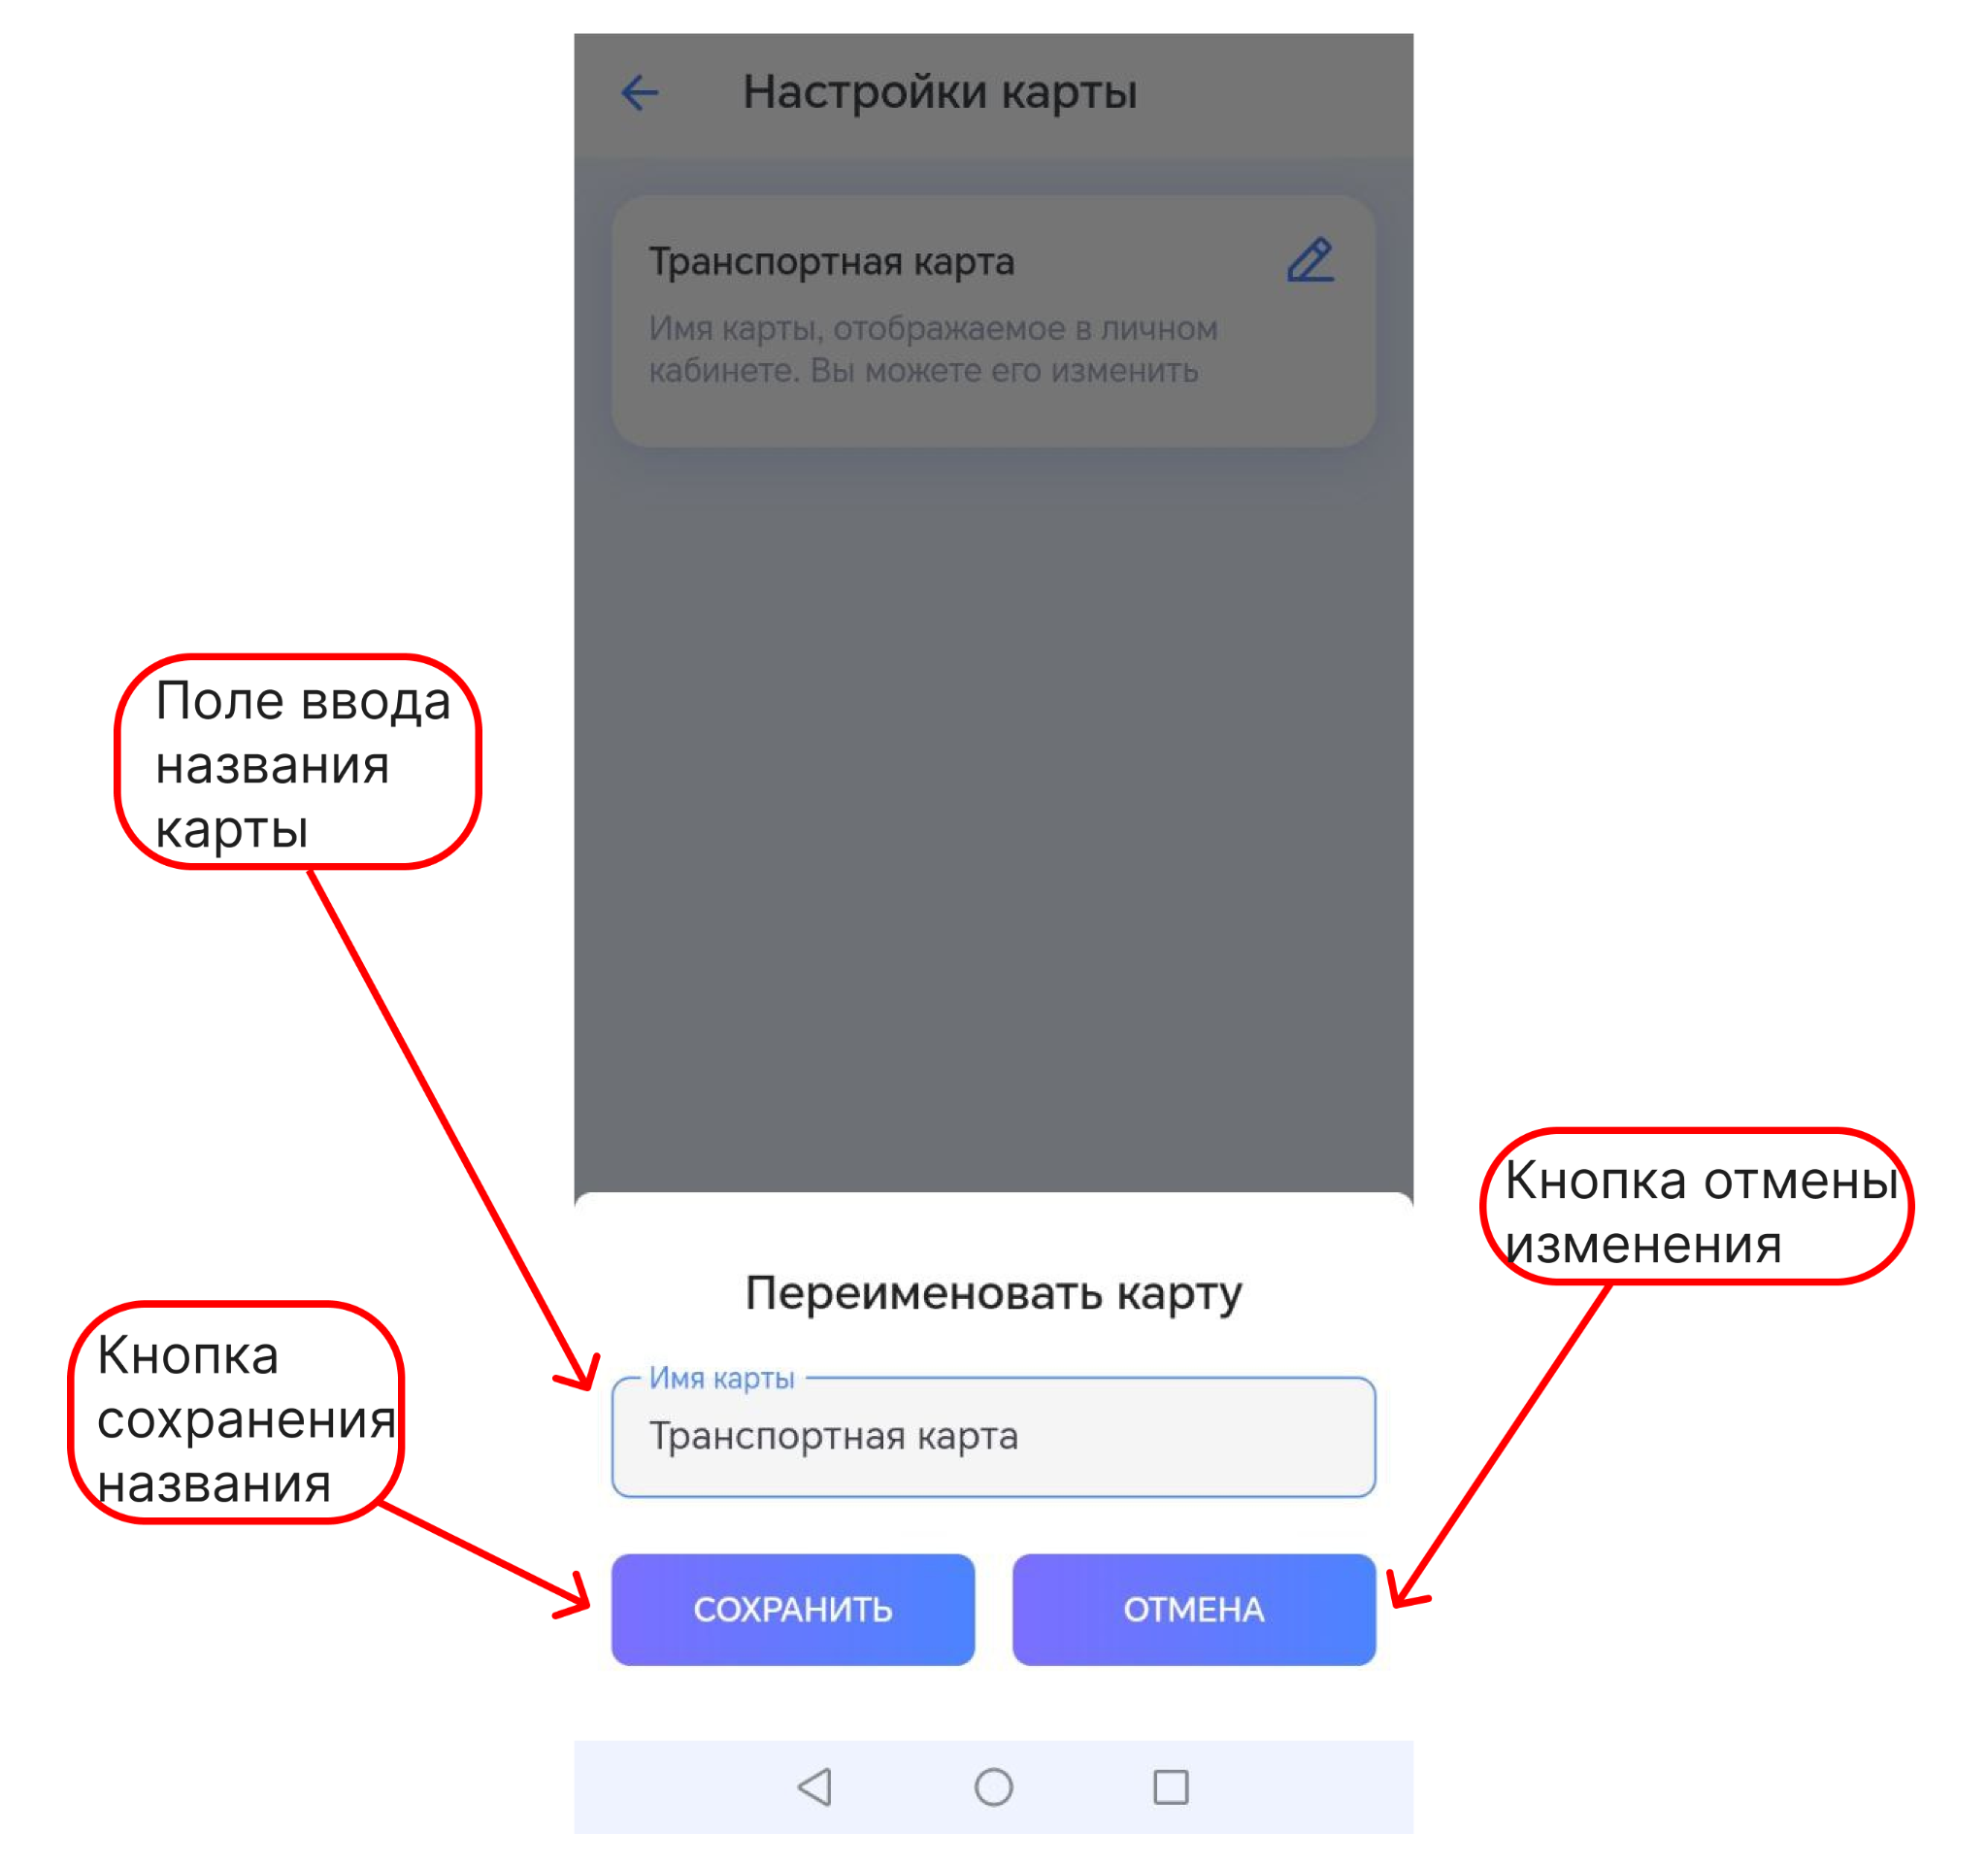 Настройки карты
Транспортная карта
Имя карты, отображаемое в личном
кабинете. Вы можете его изменить
Поле ввода
названия
карты
Кнопка отмены
изменения
Переименовать карту
Кнопка
сохранения
названия
Имя карты
Транспортная карта
СОХРАНИТЬ
ОТМЕНА